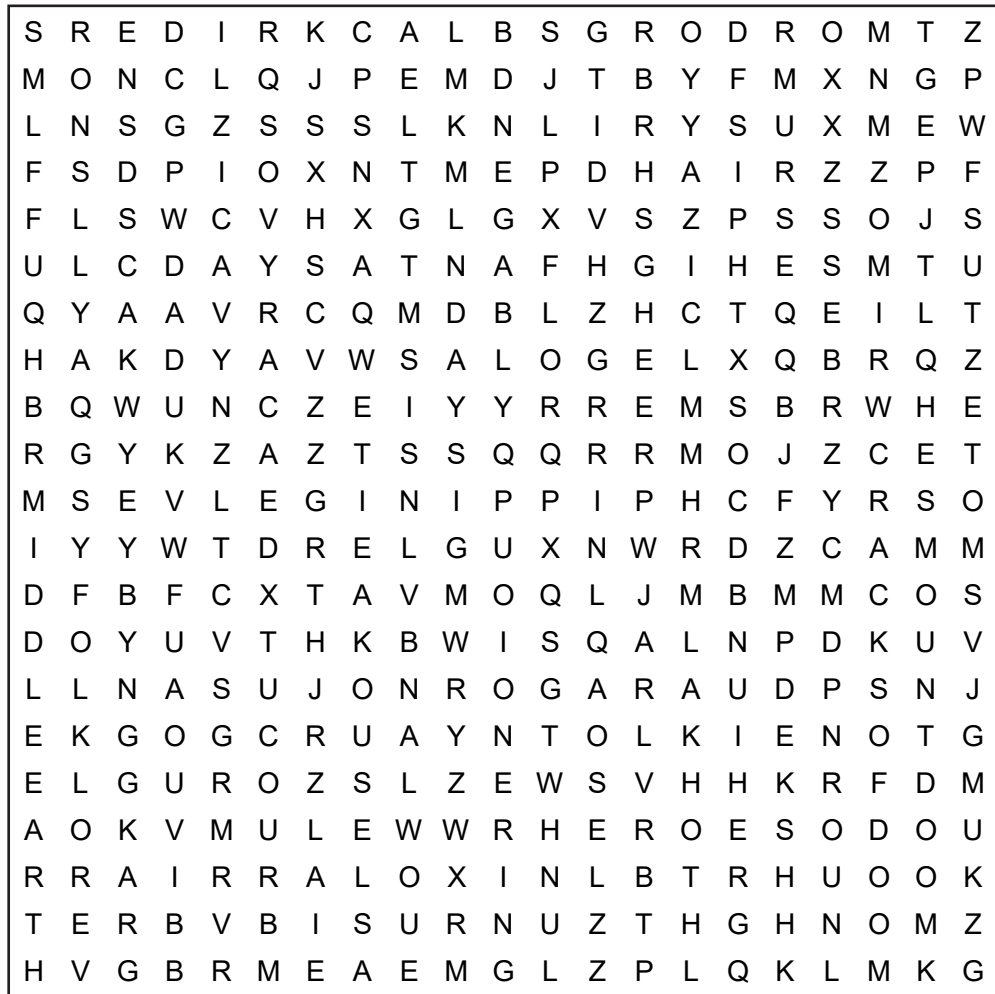 S R E D I R K C A L B S G R O D R O M T Z
M O N C L Q J P E M D J T B Y F M X N G P
L N S G Z S S S L K N L I R Y S U X M E W
F S D P I O X N T M E P D H A I R Z Z P F
F L S W C V H X G L G X V S Z P S S O J S
U L C D A Y S A T N A F H G I H E S M T U
Q Y A A V R C Q M D B L Z H C T Q E I L T
H A K D Y A V W S A L O G E L X Q B R Q Z
B Q W U N C Z E I Y Y R R E M S B R W H E
R G Y K Z A Z T S S Q Q R R M O J Z C E T
M S E V L E G I N I P P I P H C F Y R S O
I Y Y W T D R E L G U X N W R D Z C A M M
D F B F C X T A V M O Q L J M B M M C O S
D O Y U V T H K B W I S Q A L N P D K U V
L L N A S U J O N R O G A R A U D P S N J
E K G O G C R U A Y N T O L K I E N O T G
E L G U R O Z S L Z E W S V H H K R F D M
A O K V M U L E W W R H E R O E S O D O U
R R A I R R A L O X I N L B T R H U O O K
T E R B V B I S U R N U Z T H G H N O M Z
H V G B R M E A E M G L Z P L Q K L M K G